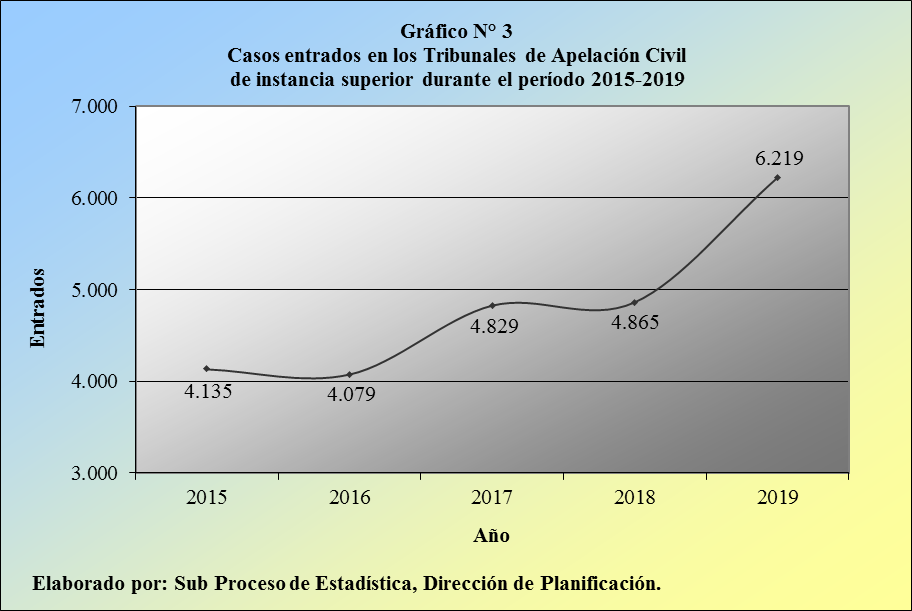 Gráfico N° 3
Casos entrados en los Tribunales de Apelación Civil
de instancia superior durante el período 2015-2019
7.000
6.000
5.000
4.000
3.000
Entrados
4.135
4.079
4.829
4.865
6.219
2015
2016
2017
2018
2019
Año
Elaborado por: Sub Proceso de Estadística, Dirección de Planificación.